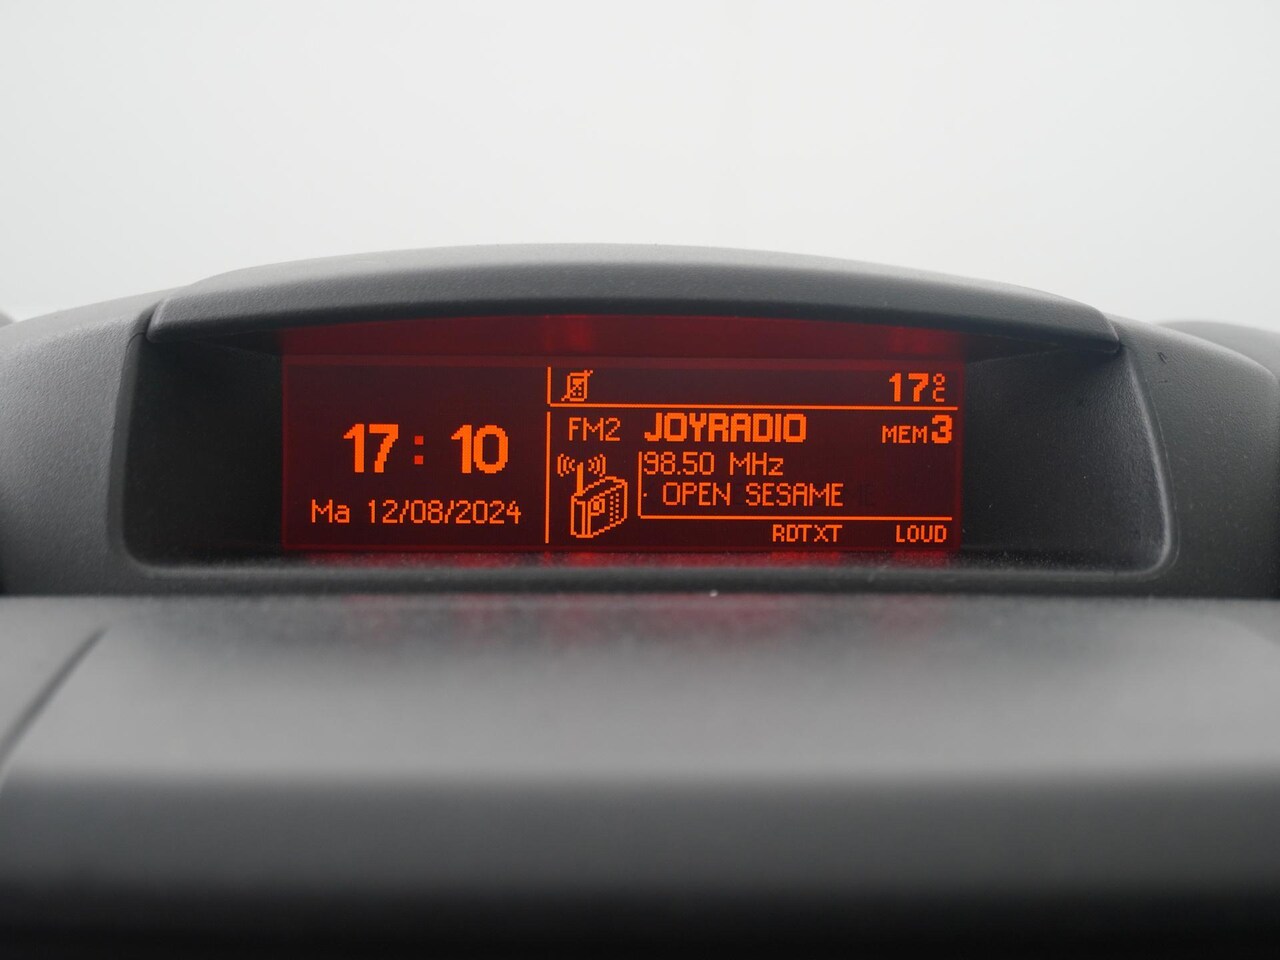 17:10
Ma 12/08/2024
17°C
FM2 JOYRADIO MEM3
98.50 MHz
· OPEN SESAME
RDTXT LOUD